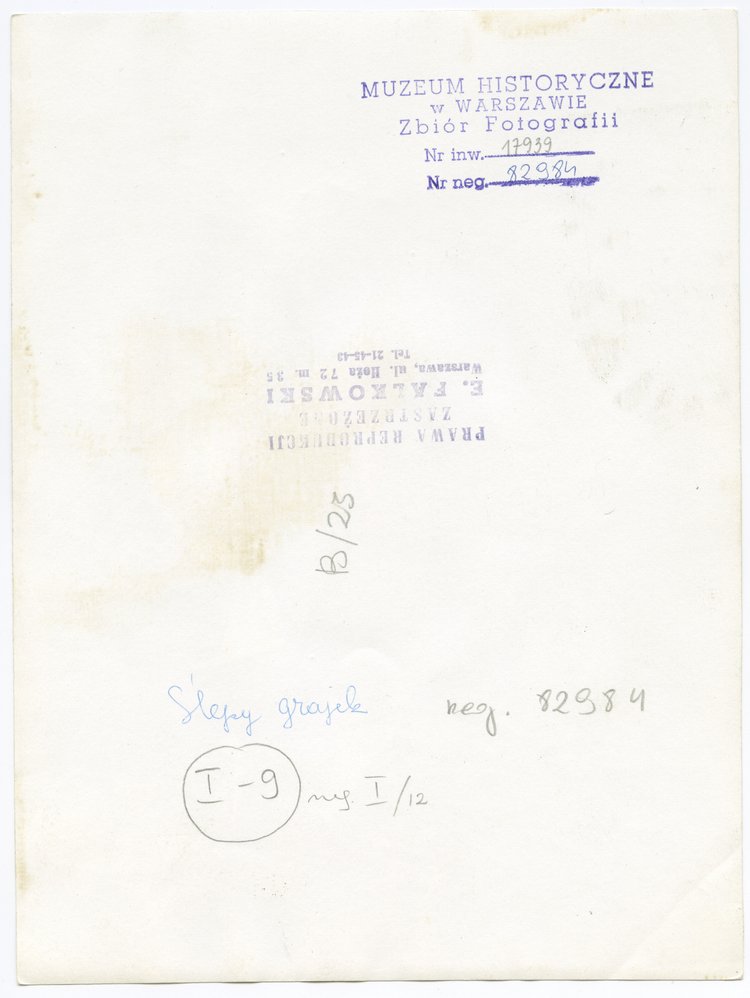 MUZEUM HISTORYCZNE
w WARSZAWIE
Zbiór Fotografii
Nr inw. 17939
Nr neg. 82984
PRAWA REPRODUKCJI
ZASTRZEŻONE
E. FALKOWSKI
Warszawa, ul. Hoża 72 m. 35
Tel. 21-45-43
B/23
Ślepy grajek
neg. 82984
I-9 neg. I/12